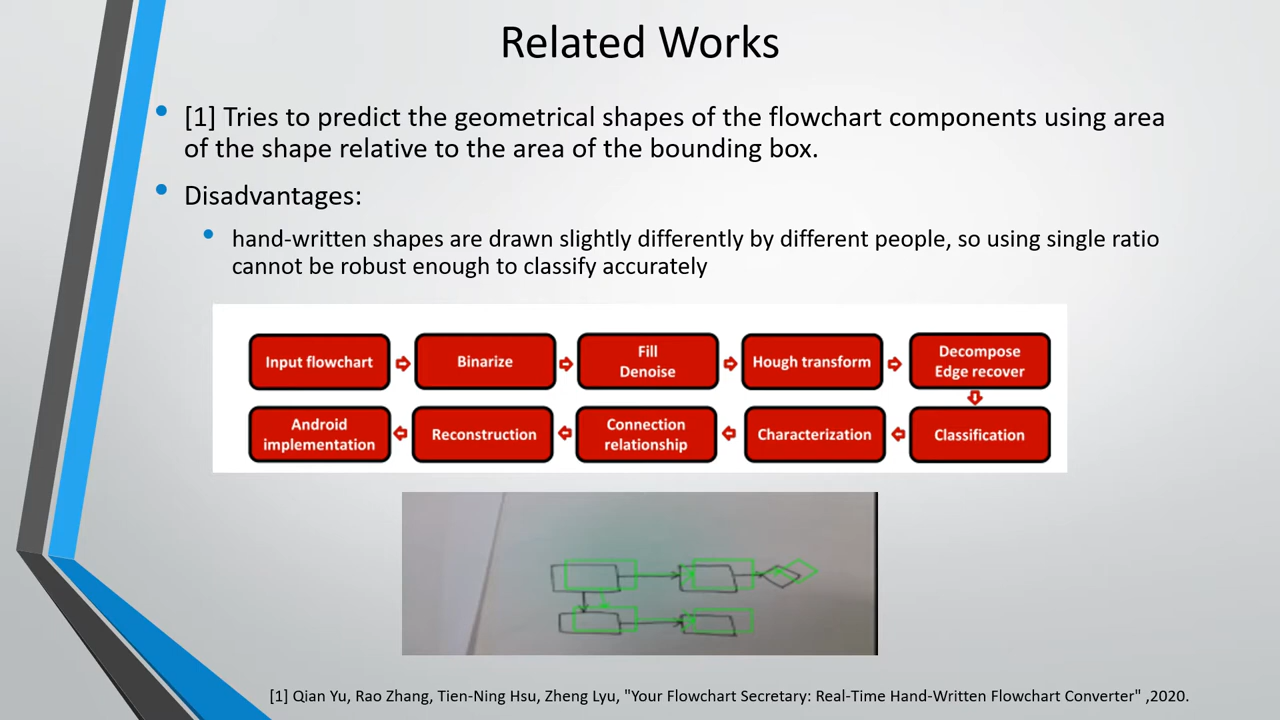 Related Works
[1] Tries to predict the geometrical shapes of the flowchart components using area
of the shape relative to the area of the bounding box.
Disadvantages:
hand-written shapes are drawn slightly differently by different people, so using single ratio
cannot be robust enough to classify accurately
Input flowchart
Binarize
Fill
Denoise
Hough transform
Decompose
Edge recover
Classification
Characterization
Connection
relationship
Reconstruction
Android
implementation
[1] Qian Yu, Rao Zhang, Tien-Ning Hsu, Zheng Lyu, "Your Flowchart Secretary: Real-Time Hand-Written Flowchart Converter" ,2020.